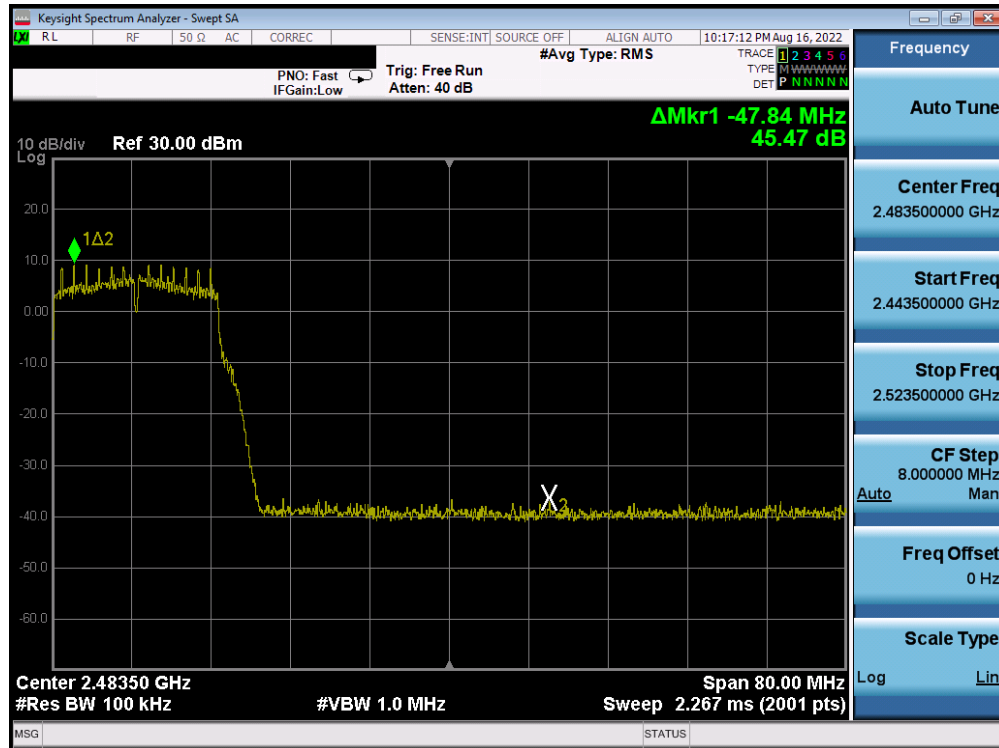 Keysight Spectrum Analyzer - Swept SA
LXI RL RF 50 Ω AC CORREC SENSE:INT SOURCE OFF ALIGN AUTO 10:17:12 PM Aug 16, 2022
#Avg Type: RMS
TRACE 1 2 3 4 5 6
PNO: Fast Trig: Free Run
TYPE M WWWWW
IFGain:Low Atten: 40 dB
DET P N N N N N
ΔMkr1 -47.84 MHz
45.47 dB
10 dB/div Ref 30.00 dBm
Log
20.0
1Δ2
10.0
0.00
-10.0
-20.0
-30.0
X2
-40.0
-50.0
-60.0
Center 2.48350 GHz Span 80.00 MHz
#Res BW 100 kHz #VBW 1.0 MHz Sweep 2.267 ms (2001 pts)
MSG STATUS
Frequency
Auto Tune
Center Freq
2.483500000 GHz
Start Freq
2.443500000 GHz
Stop Freq
2.523500000 GHz
CF Step
8.000000 MHz
Auto Man
Freq Offset
0 Hz
Scale Type
Log Lin